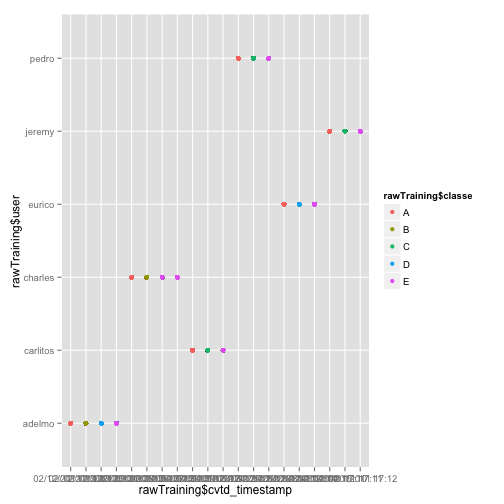 pedro
jeremy
eurico
charles
carlitos
adelmo
rawTraining$user
rawTraining$cvtd_timestamp
rawTraining$classe
A
B
C
D
E